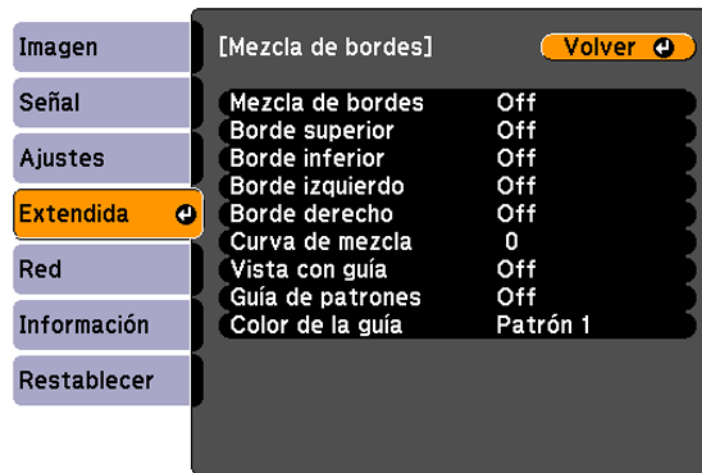 Imagen
Señal
Ajustes
Extendida
Red
Información
Restablecer
[Mezcla de bordes]
Volver
Mezcla de bordes Off
Borde superior Off
Borde inferior Off
Borde izquierdo Off
Borde derecho Off
Curva de mezcla 0
Vista con guía Off
Guía de patrones Off
Color de la guía Patrón 1